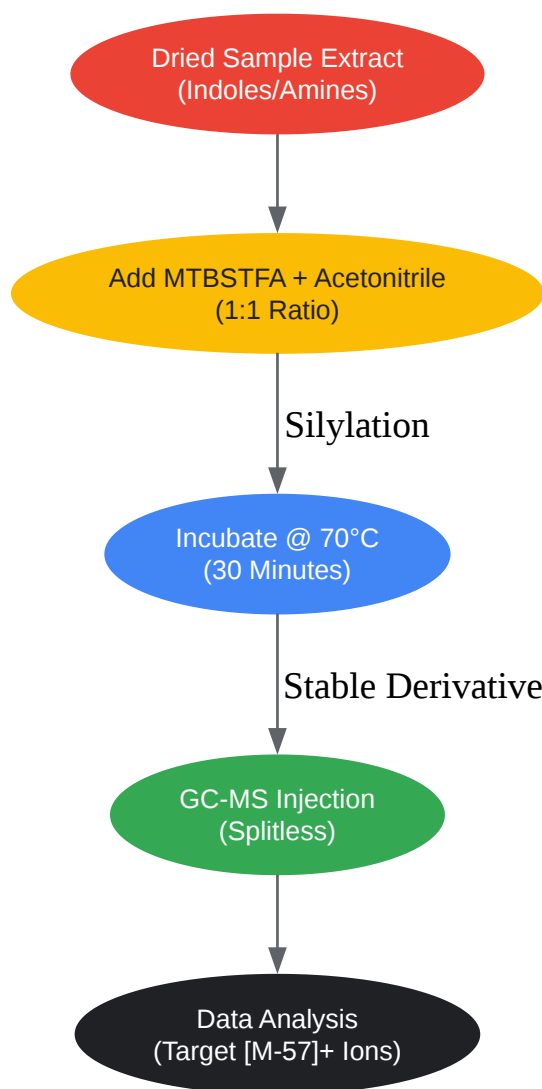 Dried Sample Extract
(Indoles/Amines)
Add MTBSTFA + Acetonitrile
(1:1 Ratio)
Silylation
Incubate @ 70°C
(30 Minutes)
Stable Derivative
GC-MS Injection
(Splitless)
Data Analysis
(Target [M-57]+ Ions)